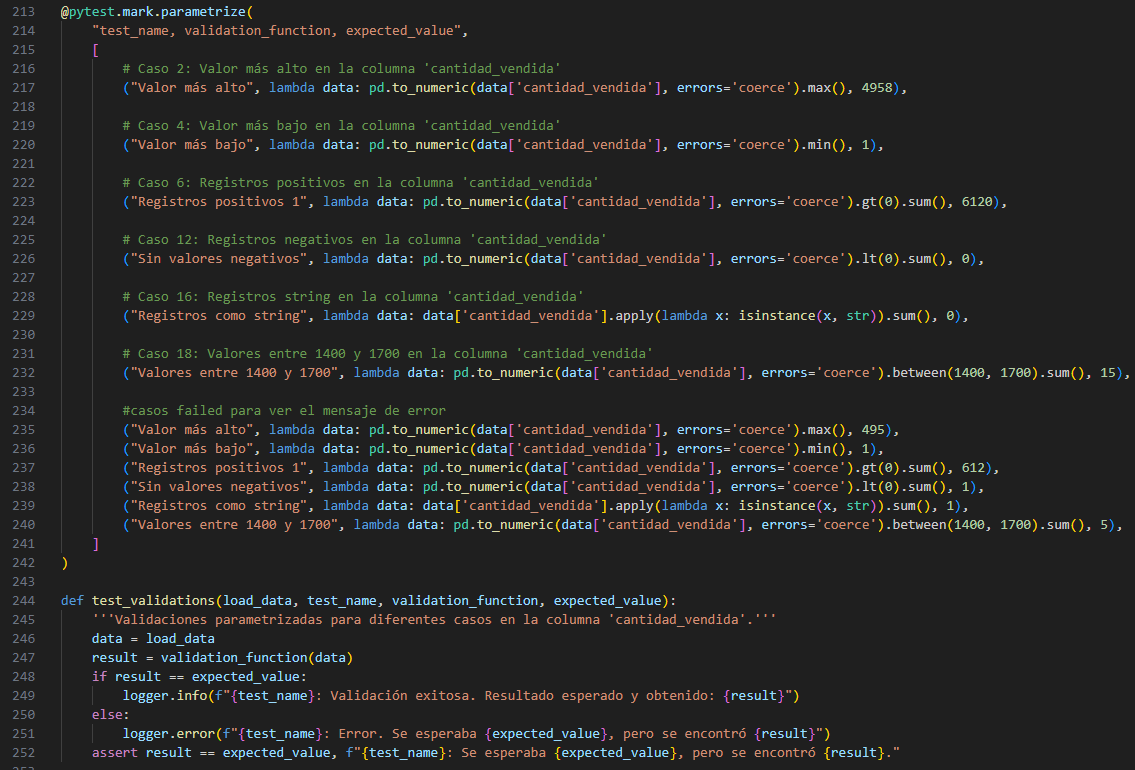 213 @pytest.mark.parametrize(
214     "test_name, validation_function, expected_value",
215     [
216         # Caso 2: Valor más alto en la columna 'cantidad_vendida'
217         ("Valor más alto", lambda data: pd.to_numeric(data['cantidad_vendida'], errors='coerce').max(), 4958),
218
219         # Caso 4: Valor más bajo en la columna 'cantidad_vendida'
220         ("Valor más bajo", lambda data: pd.to_numeric(data['cantidad_vendida'], errors='coerce').min(), 1),
221
222         # Caso 6: Registros positivos en la columna 'cantidad_vendida'
223         ("Registros positivos 1", lambda data: pd.to_numeric(data['cantidad_vendida'], errors='coerce').gt(0).sum(), 6120),
224
225         # Caso 12: Registros negativos en la columna 'cantidad_vendida'
226         ("Sin valores negativos", lambda data: pd.to_numeric(data['cantidad_vendida'], errors='coerce').lt(0).sum(), 0),
227
228         # Caso 16: Registros string en la columna 'cantidad_vendida'
229         ("Registros como string", lambda data: data['cantidad_vendida'].apply(lambda x: isinstance(x, str)).sum(), 0),
230
231         # Caso 18: Valores entre 1400 y 1700 en la columna 'cantidad_vendida'
232         ("Valores entre 1400 y 1700", lambda data: pd.to_numeric(data['cantidad_vendida'], errors='coerce').between(1400, 1700).sum(), 15),
233
234         #casos failed para ver el mensaje de error
235         ("Valor más alto", lambda data: pd.to_numeric(data['cantidad_vendida'], errors='coerce').max(), 495),
236         ("Valor más bajo", lambda data: pd.to_numeric(data['cantidad_vendida'], errors='coerce').min(), 1),
237         ("Registros positivos 1", lambda data: pd.to_numeric(data['cantidad_vendida'], errors='coerce').gt(0).sum(), 612),
238         ("Sin valores negativos", lambda data: pd.to_numeric(data['cantidad_vendida'], errors='coerce').lt(0).sum(), 1),
239         ("Registros como string", lambda data: data['cantidad_vendida'].apply(lambda x: isinstance(x, str)).sum(), 1),
240         ("Valores entre 1400 y 1700", lambda data: pd.to_numeric(data['cantidad_vendida'], errors='coerce').between(1400, 1700).sum(), 5),
241     ]
242 )
243
244 def test_validations(load_data, test_name, validation_function, expected_value):
245     '''Validaciones parametrizadas para diferentes casos en la columna 'cantidad_vendida'.'''
246     data = load_data
247     result = validation_function(data)
248     if result == expected_value:
249         logger.info(f"{test_name}: Validación exitosa. Resultado esperado y obtenido: {result}")
250     else:
251         logger.error(f"{test_name}: Error. Se esperaba {expected_value}, pero se encontró {result}")
252     assert result == expected_value, f"{test_name}: Se esperaba {expected_value}, pero se encontró {result}."